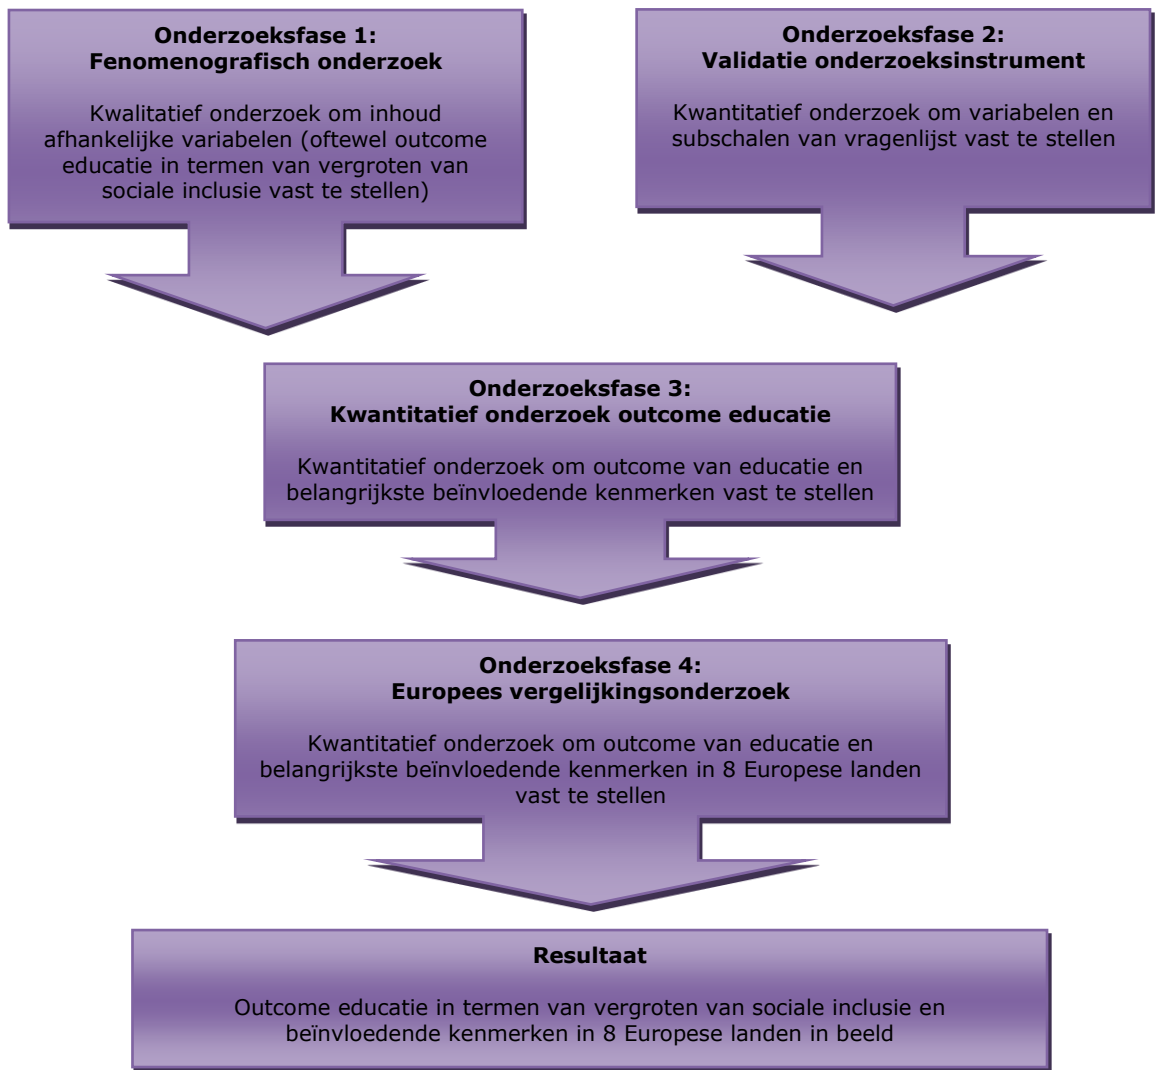 Onderzoeksfase 1:
Fenomenografisch onderzoek
Kwalitatief onderzoek om inhoud
afhankelijke variabelen (oftewel outcome
educatie in termen van vergroten van
sociale inclusie vast te stellen)
Onderzoeksfase 2:
Validatie onderzoeksinstrument
Kwantitatief onderzoek om variabelen en
subschalen van vragenlijst vast te stellen
Onderzoeksfase 3:
Kwantitatief onderzoek outcome educatie
Kwantitatief onderzoek om outcome van educatie en
belangrijkste beïnvloedende kenmerken vast te stellen
Onderzoeksfase 4:
Europees vergelijkingsonderzoek
Kwantitatief onderzoek om outcome van educatie en
belangrijkste beïnvloedende kenmerken in 8 Europese landen
vast te stellen
Resultaat
Outcome educatie in termen van vergroten van sociale inclusie en
beïnvloedende kenmerken in 8 Europese landen in beeld